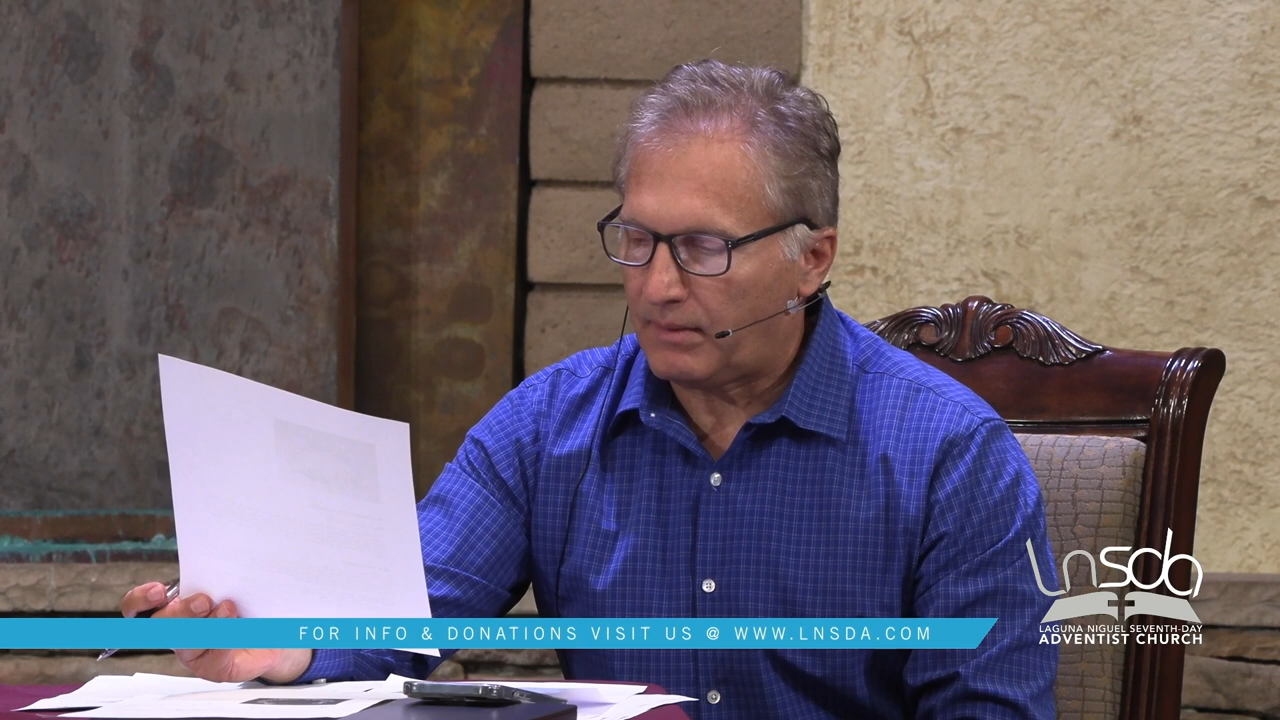 FOR INFO & DONATIONS VISIT US @ WWW.LNSDA.COM
lnsda
LAGUNA NIGUEL SEVENTH-DAY
ADVENTIST CHURCH